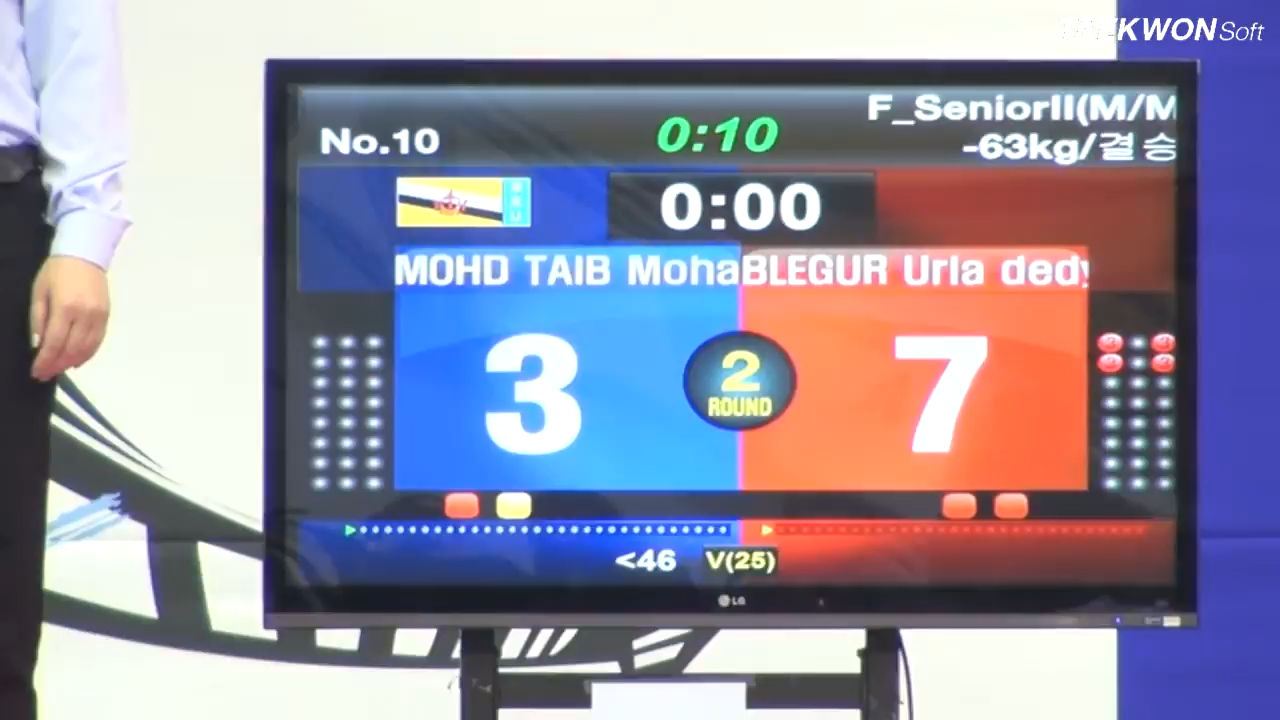 TAEKWONSoft
F_SeniorII(M/M
No.10
0:10
-63kg/결승
BRU
0:00
MOHD TAIB Moha
BLEGUR Urla dedy
3
2
ROUND
7
<46
V(25)
LG